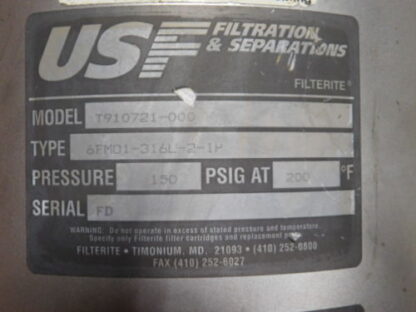 USF FILTRATION
& SEPARATIONS
FILTERITE®
MODEL T910721-000
TYPE 6FM01-316L-2-1P
PRESSURE 150 PSIG AT 200 °F
SERIAL FD
WARNING: Do not operate in excess of stated pressure and temperature.
Specify only Filterite filter cartridges and replacement parts.
FILTERITE • TIMONIUM, MD. 21093 • (410) 252-0800
FAX (410) 252-6027